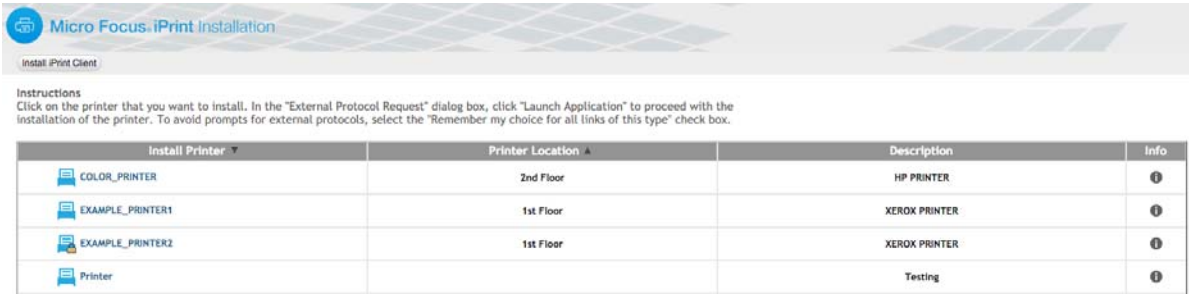 Micro Focus® iPrint Installation
Install iPrint Client
Instructions
Click on the printer that you want to install. In the "External Protocol Request" dialog box, click "Launch Application" to proceed with the
installation of the printer. To avoid prompts for external protocols, select the "Remember my choice for all links of this type" check box.
Install Printer ▼ Printer Location ▲ Description Info
COLOR_PRINTER 2nd Floor HP PRINTER
EXAMPLE_PRINTER1 1st Floor XEROX PRINTER
EXAMPLE_PRINTER2 1st Floor XEROX PRINTER
Printer Testing